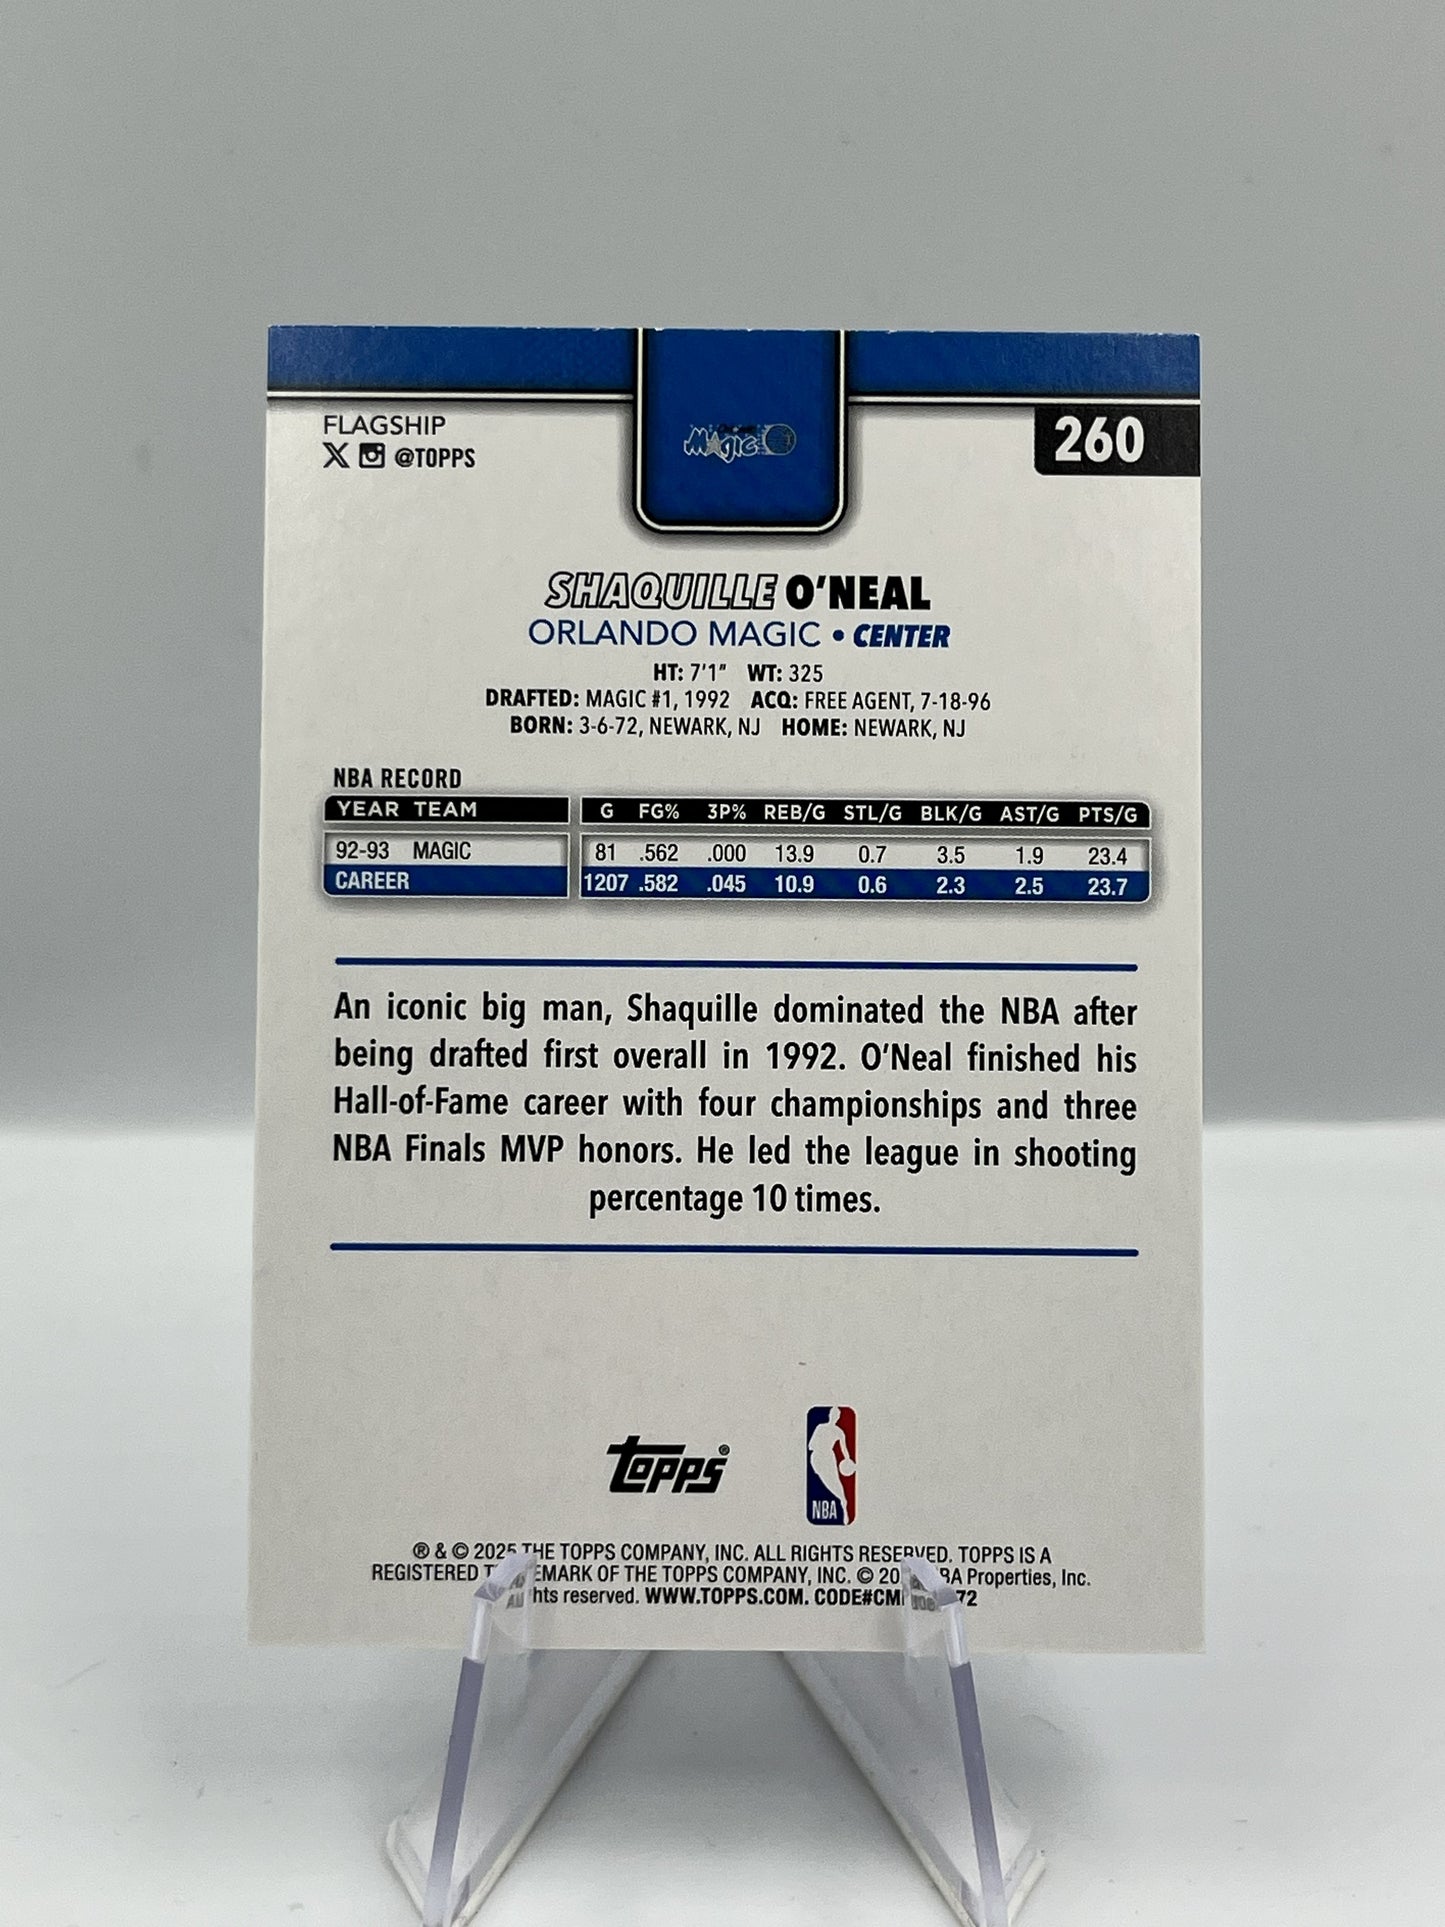 FLAGSHIP
260
@TOPPS
MAGIC
SHAQUILLE O'NEAL
ORLANDO MAGIC • CENTER
HT: 7'1" WT: 325
DRAFTED: MAGIC #1, 1992 ACQ: FREE AGENT, 7-18-96
BORN: 3-6-72, NEWARK, NJ HOME: NEWARK, NJ
NBA RECORD
YEAR TEAM G FG% 3P% REB/G STL/G BLK/G AST/G PTS/G
92-93 MAGIC 81 .562 .000 13.9 0.7 3.5 1.9 23.4
CAREER 1207 .582 .045 10.9 0.6 2.3 2.5 23.7
An iconic big man, Shaquille dominated the NBA after
being drafted first overall in 1992. O'Neal finished his
Hall-of-Fame career with four championships and three
NBA Finals MVP honors. He led the league in shooting
percentage 10 times.
topps®
NBA
® & © 2025 THE TOPPS COMPANY, INC. ALL RIGHTS RESERVED. TOPPS IS A
REGISTERED OF THE TOPPS COMPANY, INC. © Properties, Inc.
reserved. WWW.TOPPS.COM.